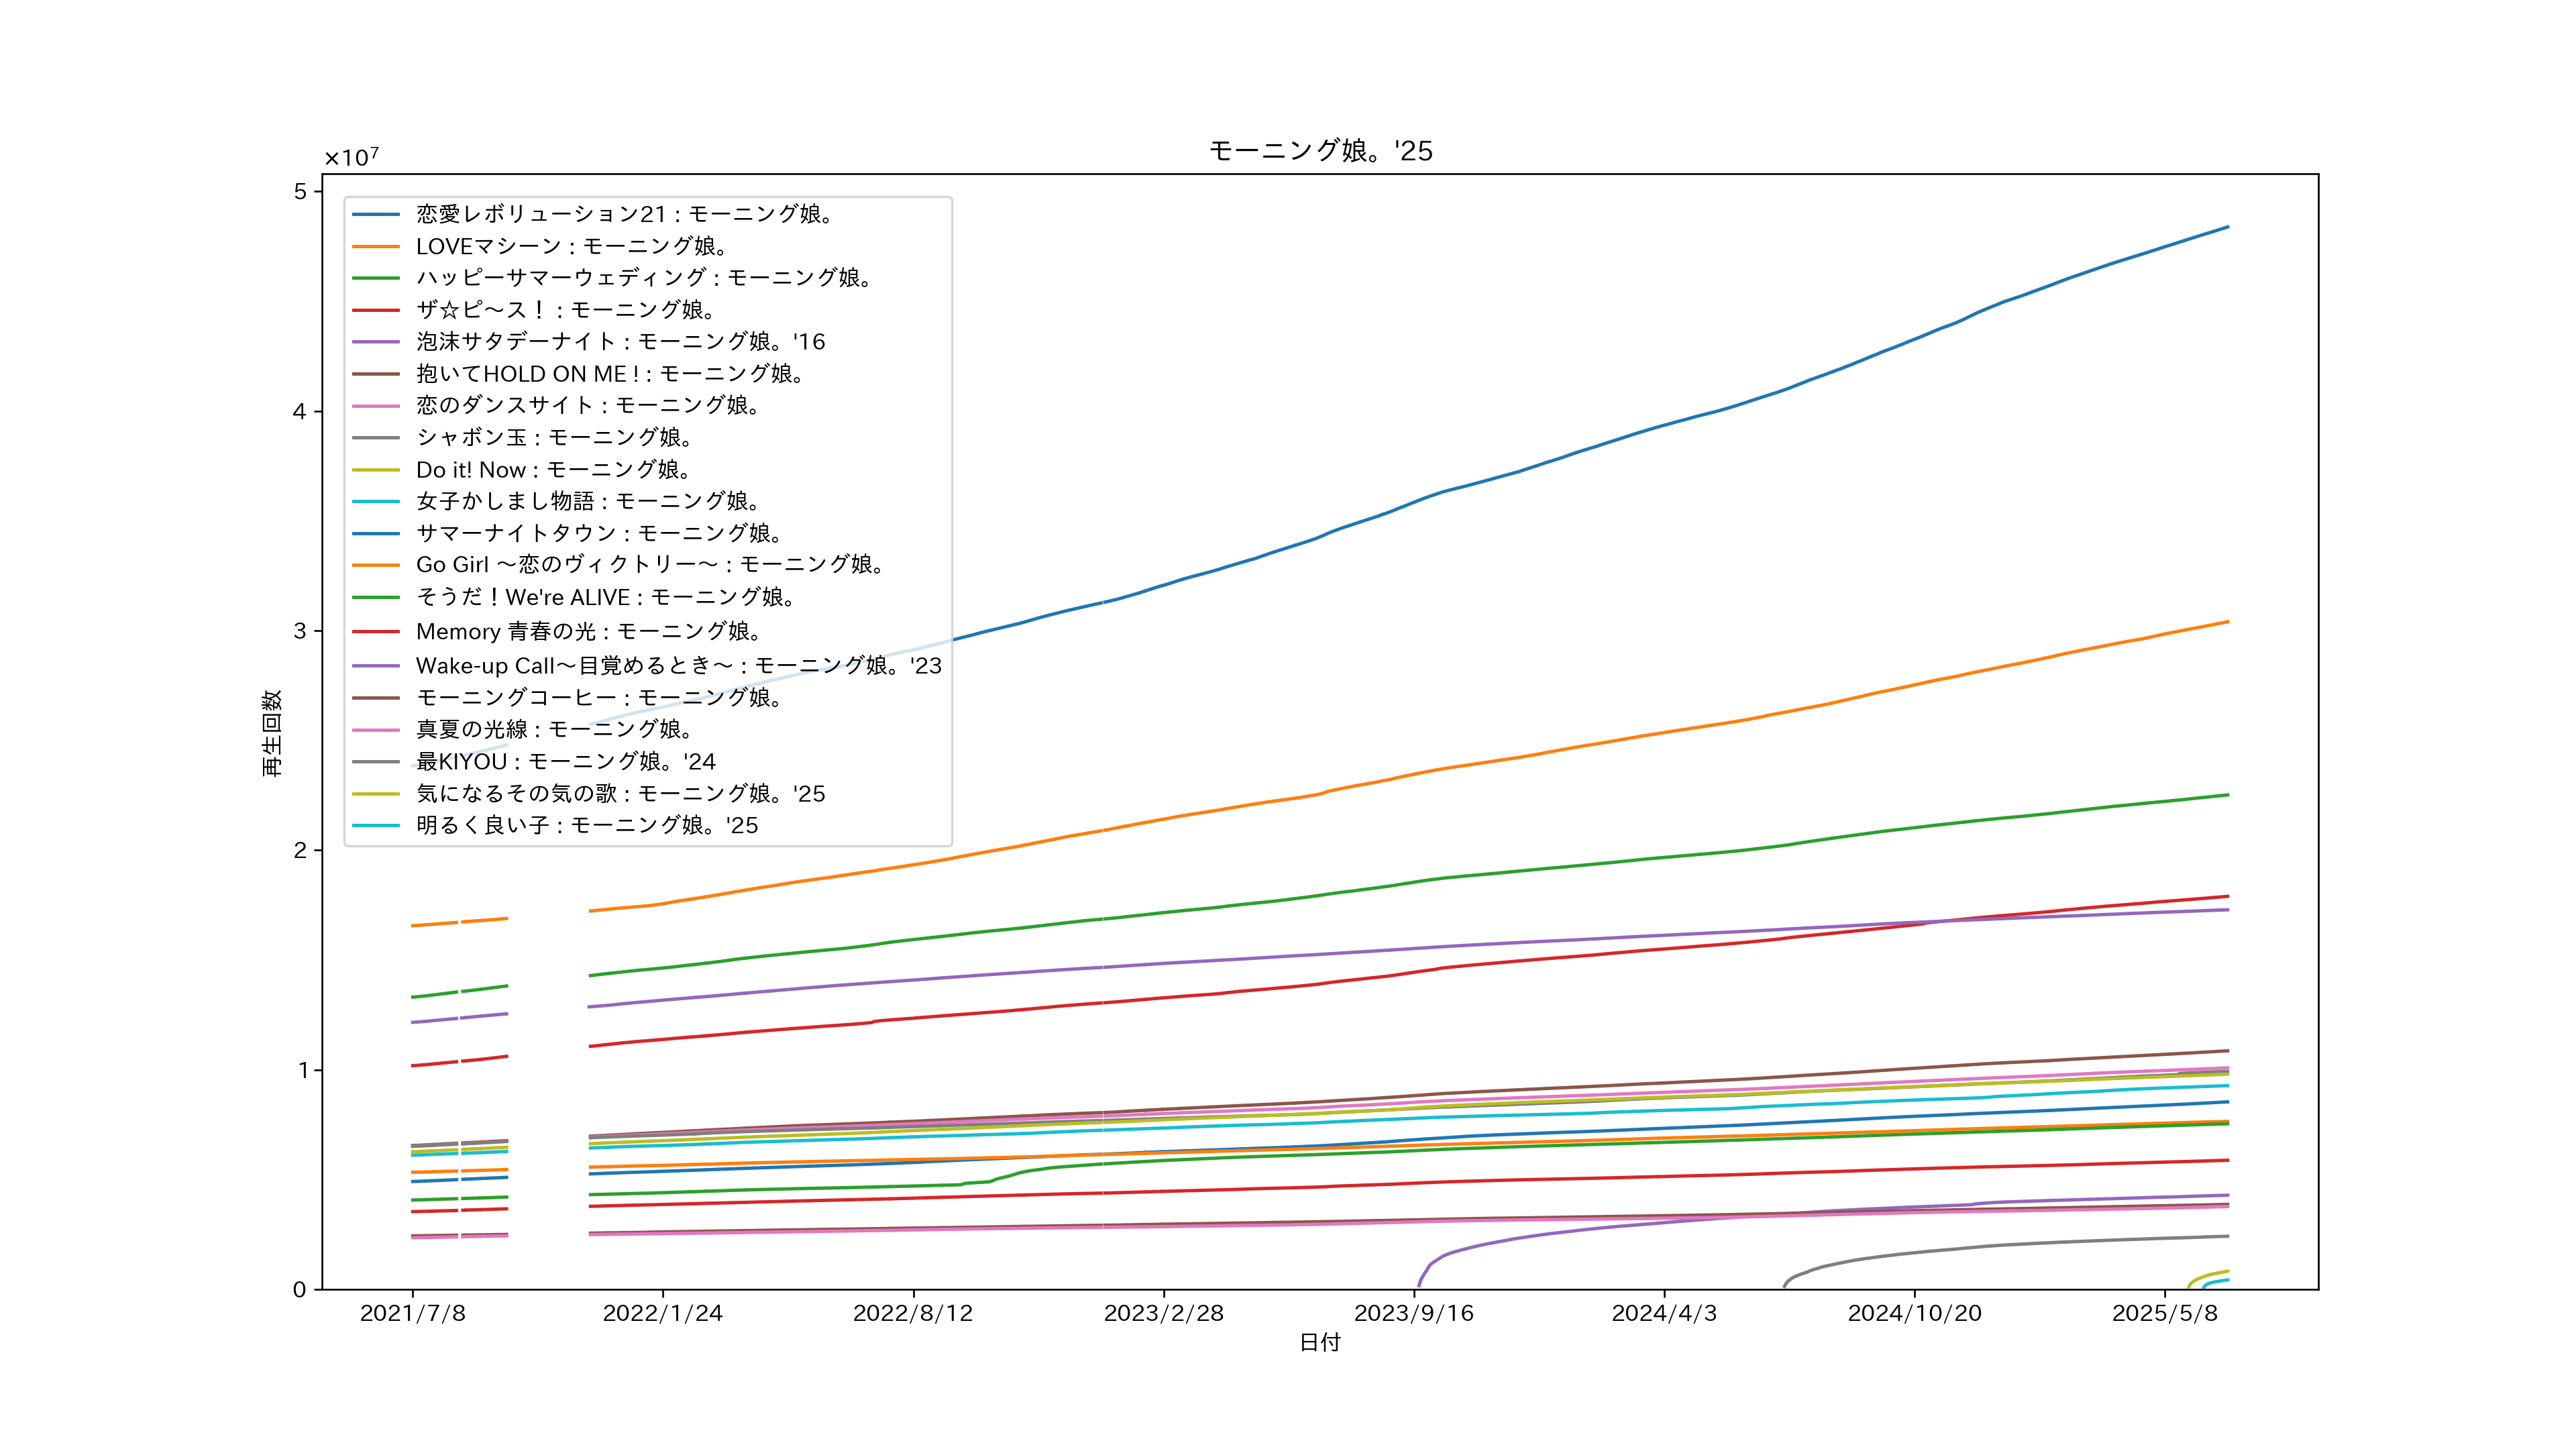 モーニング娘。'25
×10⁷
5
4
3
2
1
0
再生回数
恋愛レボリューション21 : モーニング娘。
LOVEマシーン : モーニング娘。
ハッピーサマーウェディング : モーニング娘。
ザ☆ピ〜ス！ : モーニング娘。
泡沫サタデーナイト : モーニング娘。'16
抱いてHOLD ON ME ! : モーニング娘。
恋のダンスサイト : モーニング娘。
シャボン玉 : モーニング娘。
Do it! Now : モーニング娘。
女子かしまし物語 : モーニング娘。
サマーナイトタウン : モーニング娘。
Go Girl 〜恋のヴィクトリー〜 : モーニング娘。
そうだ！We're ALIVE : モーニング娘。
Memory 青春の光 : モーニング娘。
Wake-up Call〜目覚めるとき〜 : モーニング娘。'23
モーニングコーヒー : モーニング娘。
真夏の光線 : モーニング娘。
最KIYOU : モーニング娘。'24
気になるその気の歌 : モーニング娘。'25
明るく良い子 : モーニング娘。'25
2021/7/8 2022/1/24 2022/8/12 2023/2/28 2023/9/16 2024/4/3 2024/10/20 2025/5/8
日付